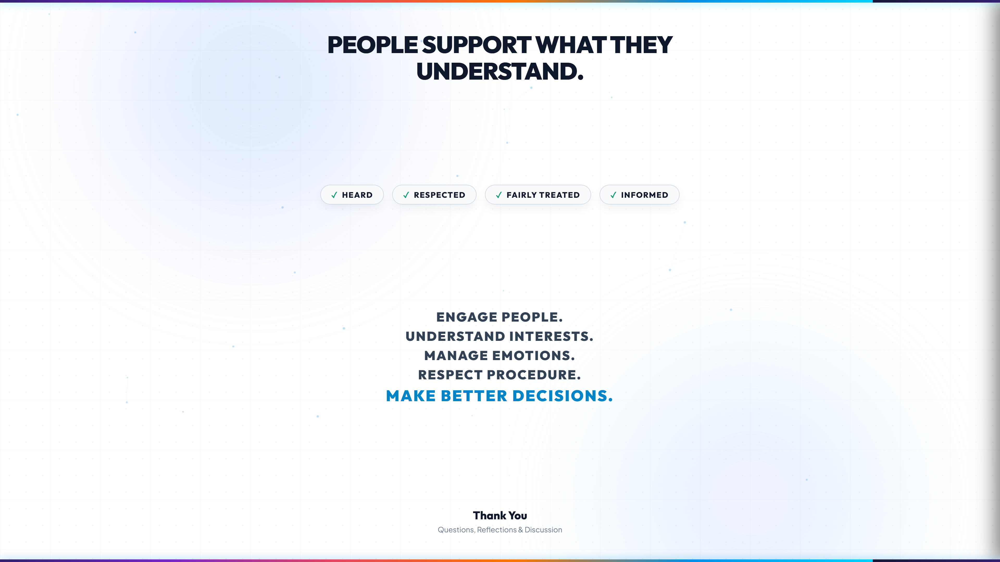 PEOPLE SUPPORT WHAT THEY
UNDERSTAND.
✓ HEARD ✓ RESPECTED ✓ FAIRLY TREATED ✓ INFORMED
ENGAGE PEOPLE.
UNDERSTAND INTERESTS.
MANAGE EMOTIONS.
RESPECT PROCEDURE.
MAKE BETTER DECISIONS.
Thank You
Questions, Reflections & Discussion